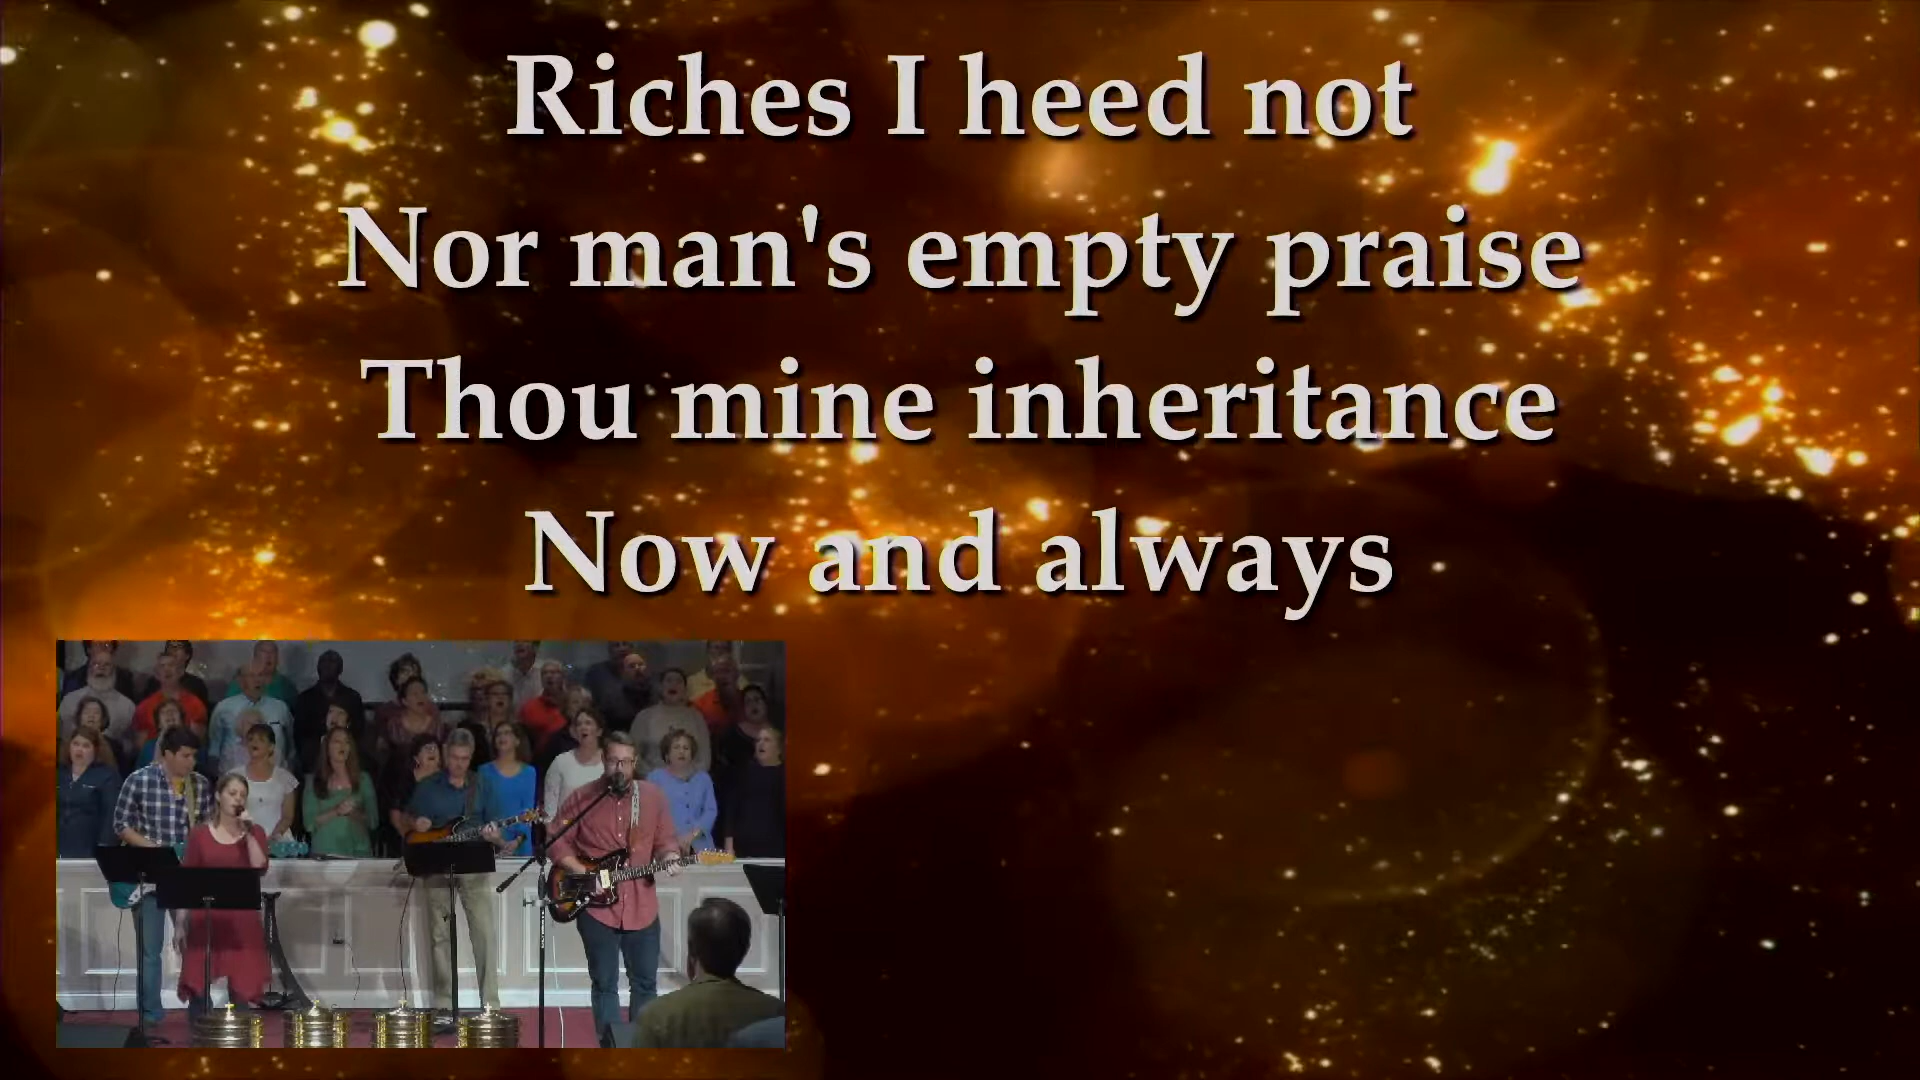 Riches I heed not
Nor man's empty praise
Thou mine inheritance
Now and always